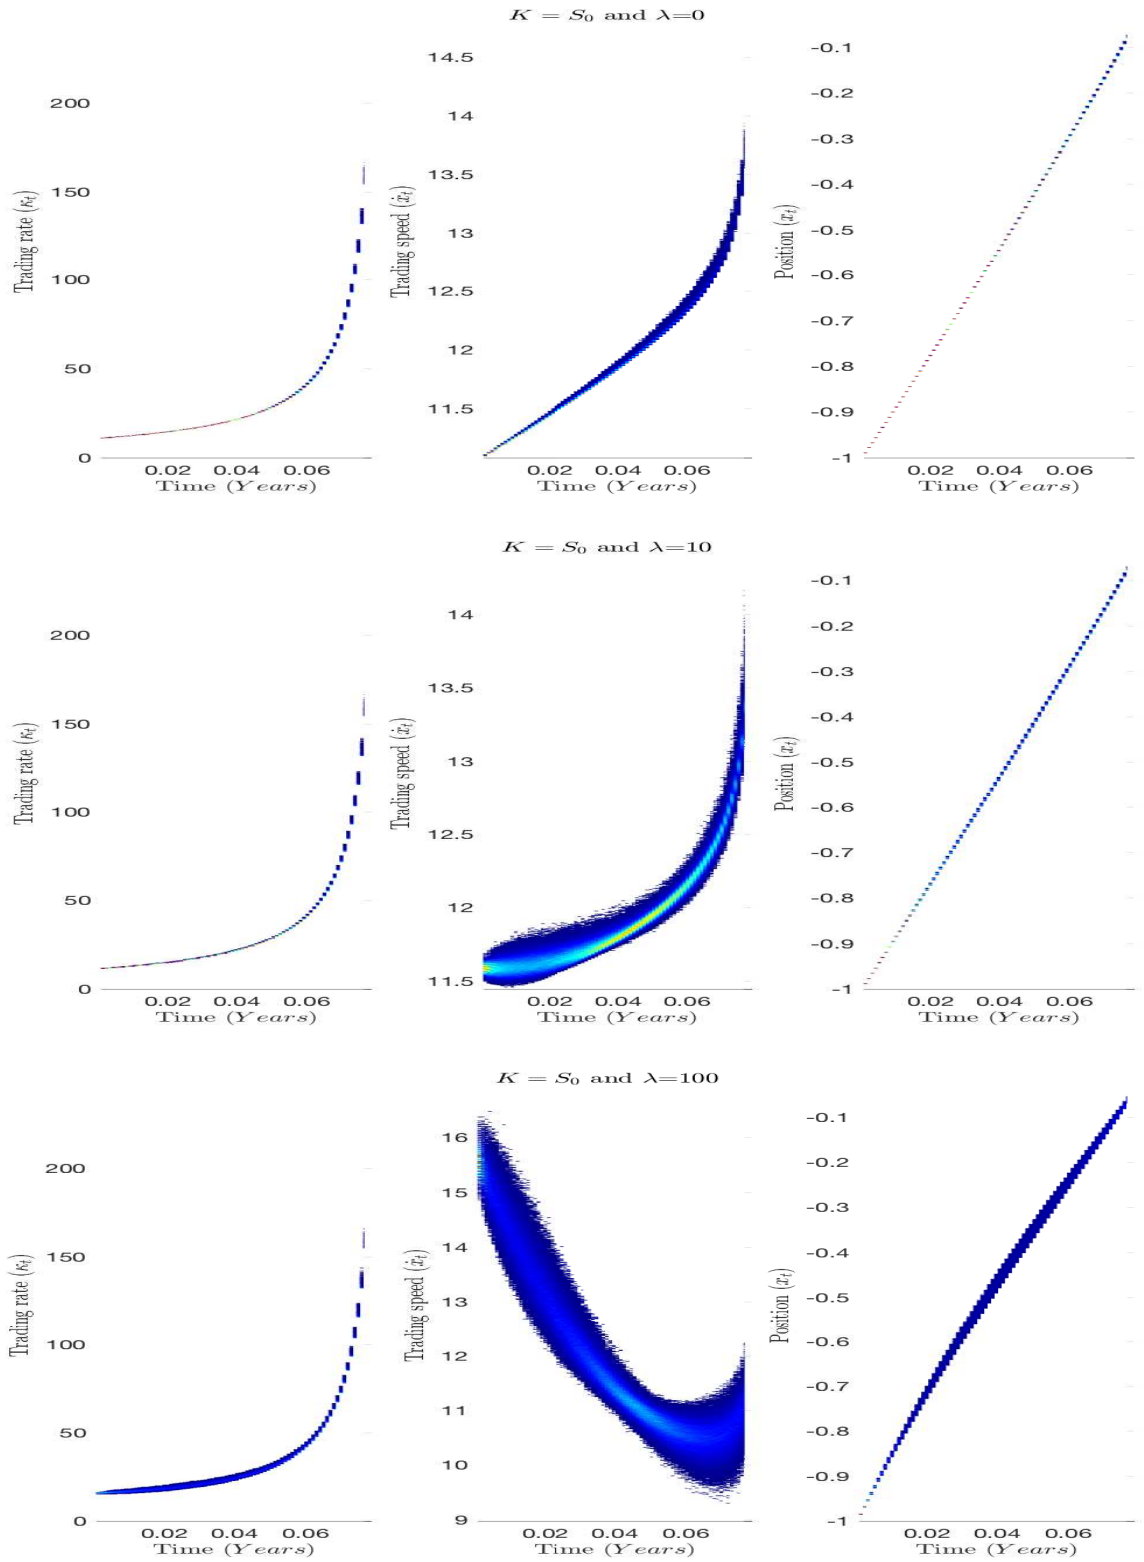 K = S₀ and λ=0
Trading rate (κₜ)
200
150
100
50
0
0.02 0.04 0.06
Time (Years)
Trading speed (ẋₜ)
14.5
14
13.5
13
12.5
12
11.5
0.02 0.04 0.06
Time (Years)
Position (xₜ)
-0.1
-0.2
-0.3
-0.4
-0.5
-0.6
-0.7
-0.8
-0.9
-1
0.02 0.04 0.06
Time (Years)
K = S₀ and λ=10
Trading rate (κₜ)
200
150
100
50
0
0.02 0.04 0.06
Time (Years)
Trading speed (ẋₜ)
14
13.5
13
12.5
12
11.5
0.02 0.04 0.06
Time (Years)
Position (xₜ)
-0.1
-0.2
-0.3
-0.4
-0.5
-0.6
-0.7
-0.8
-0.9
-1
0.02 0.04 0.06
Time (Years)
K = S₀ and λ=100
Trading rate (κₜ)
200
150
100
50
0
0.02 0.04 0.06
Time (Years)
Trading speed (ẋₜ)
16
15
14
13
12
11
10
9
0.02 0.04 0.06
Time (Years)
Position (xₜ)
-0.1
-0.2
-0.3
-0.4
-0.5
-0.6
-0.7
-0.8
-0.9
-1
0.02 0.04 0.06
Time (Years)